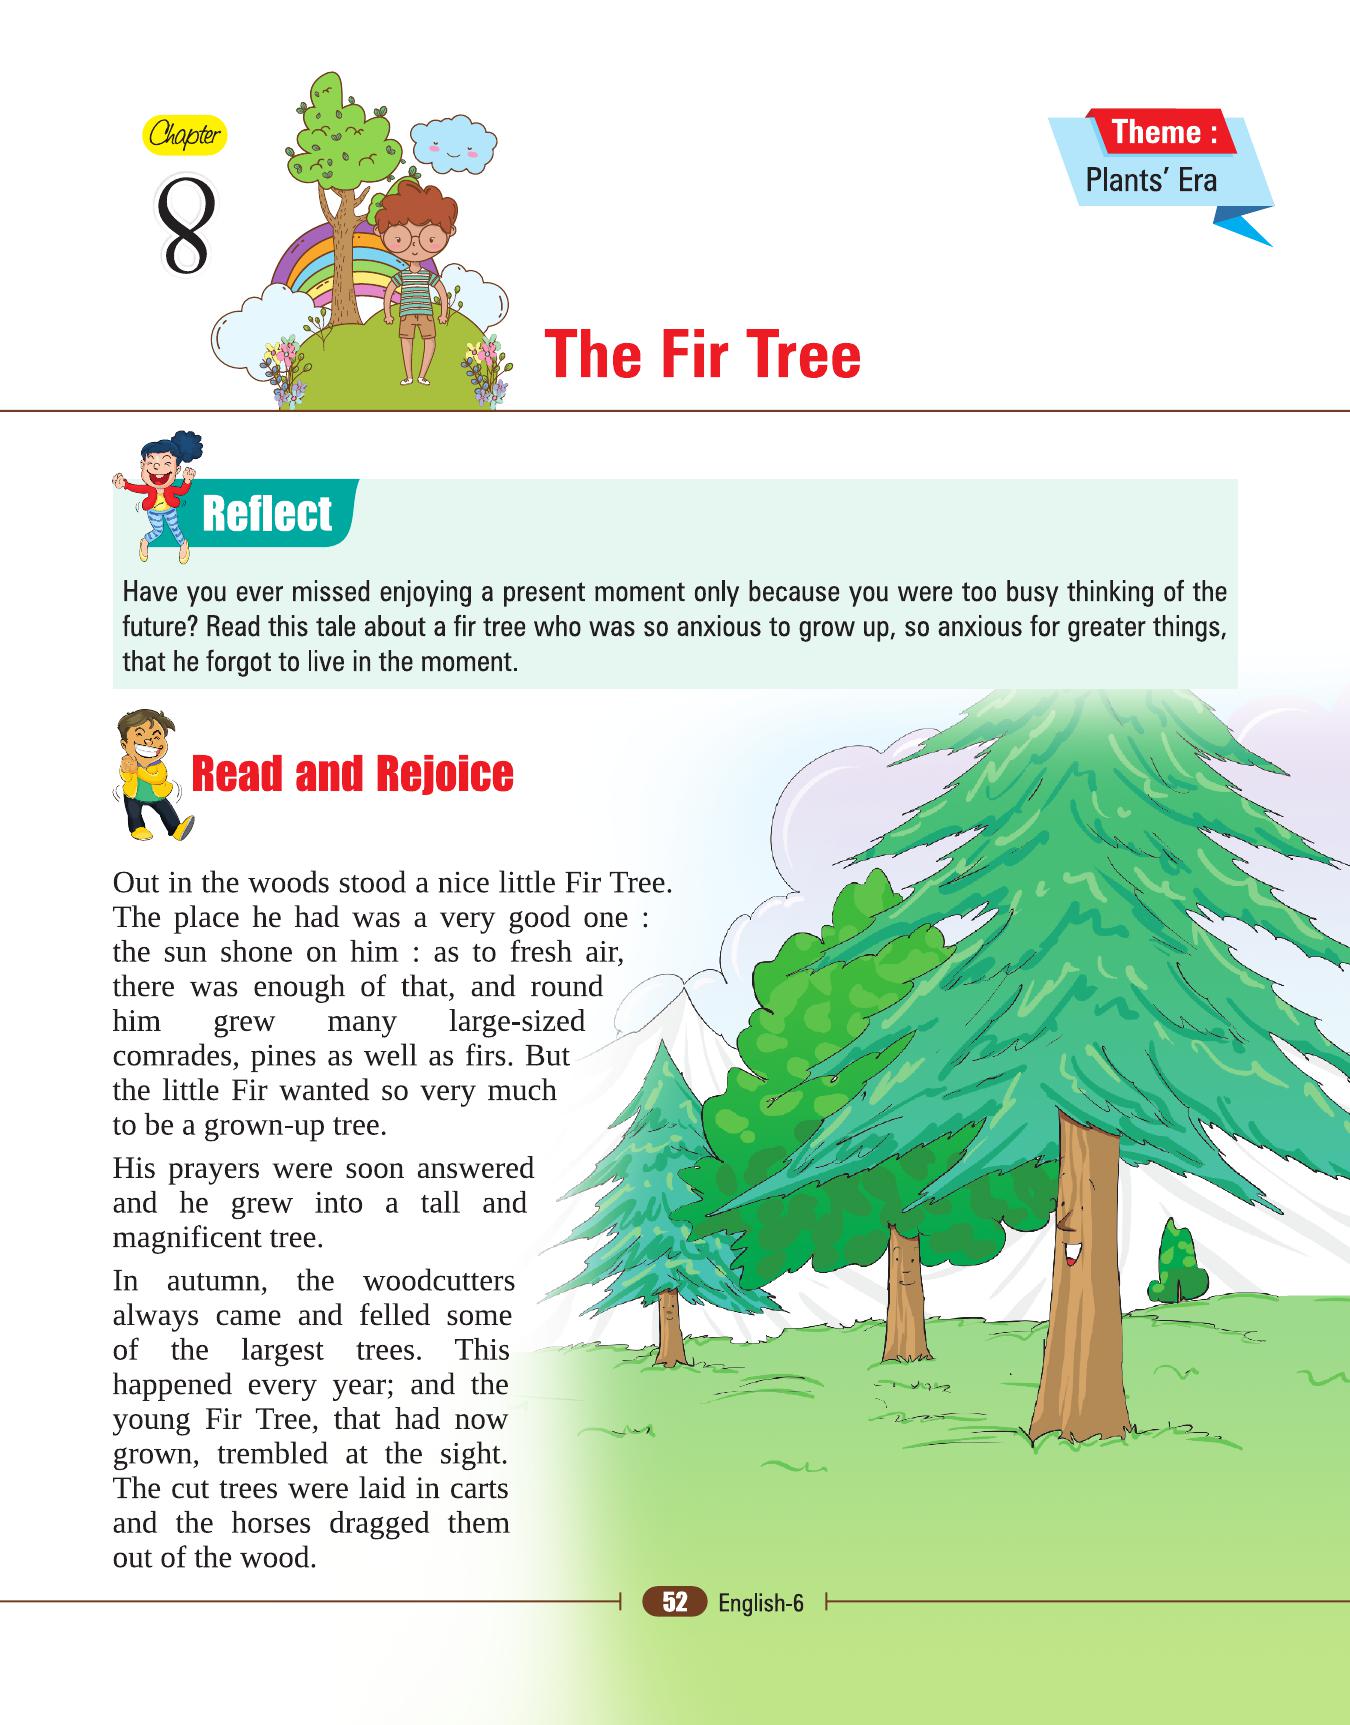 Chapter
8
Theme :
Plants' Era
The Fir Tree
Reflect
Have you ever missed enjoying a present moment only because you were too busy thinking of the
future? Read this tale about a fir tree who was so anxious to grow up, so anxious for greater things,
that he forgot to live in the moment.
Read and Rejoice
Out in the woods stood a nice little Fir Tree.
The place he had was a very good one :
the sun shone on him : as to fresh air,
there was enough of that, and round
him grew many large-sized
comrades, pines as well as firs. But
the little Fir wanted so very much
to be a grown-up tree.
His prayers were soon answered
and he grew into a tall and
magnificent tree.
In autumn, the woodcutters
always came and felled some
of the largest trees. This
happened every year; and the
young Fir Tree, that had now
grown, trembled at the sight.
The cut trees were laid in carts
and the horses dragged them
out of the wood.
52 English-6